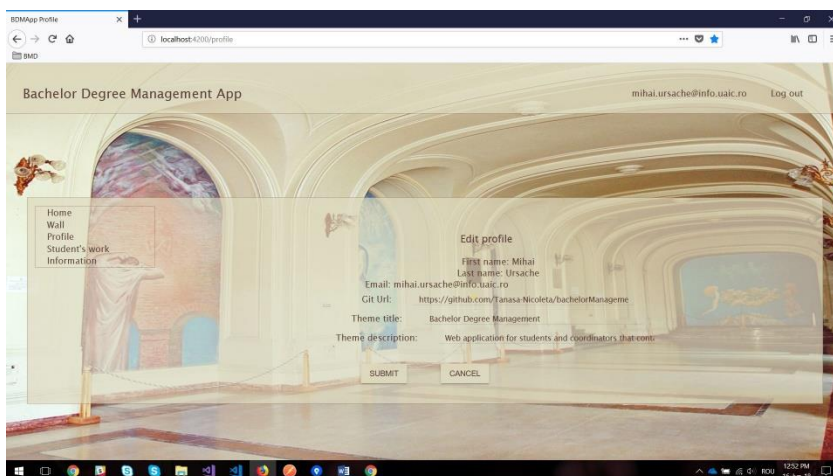 BDMApp Profile
localhost:4200/profile
BMD
Bachelor Degree Management App
mihai.ursache@info.uaic.ro Log out
Home
Wall
Profile
Student's work
Information
Edit profile
First name: Mihai
Last name: Ursache
Email: mihai.ursache@info.uaic.ro
Git Url: https://github.com/Tanasa-Nicoleta/bachelorManageme
Theme title: Bachelor Degree Management
Theme description: Web application for students and coordinators that cont
SUBMIT CANCEL
ROU 12:52 PM